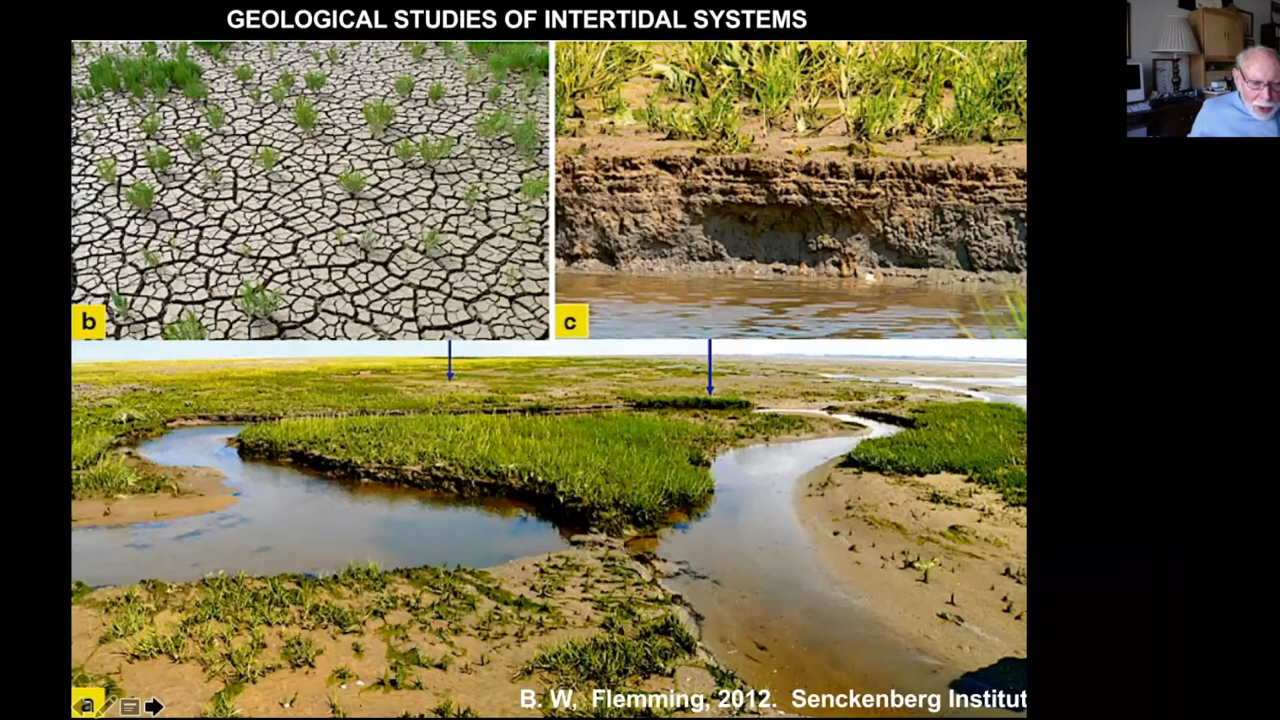 GEOLOGICAL STUDIES OF INTERTIDAL SYSTEMS
b
c
a
B. W, Flemming, 2012. Senckenberg Institut